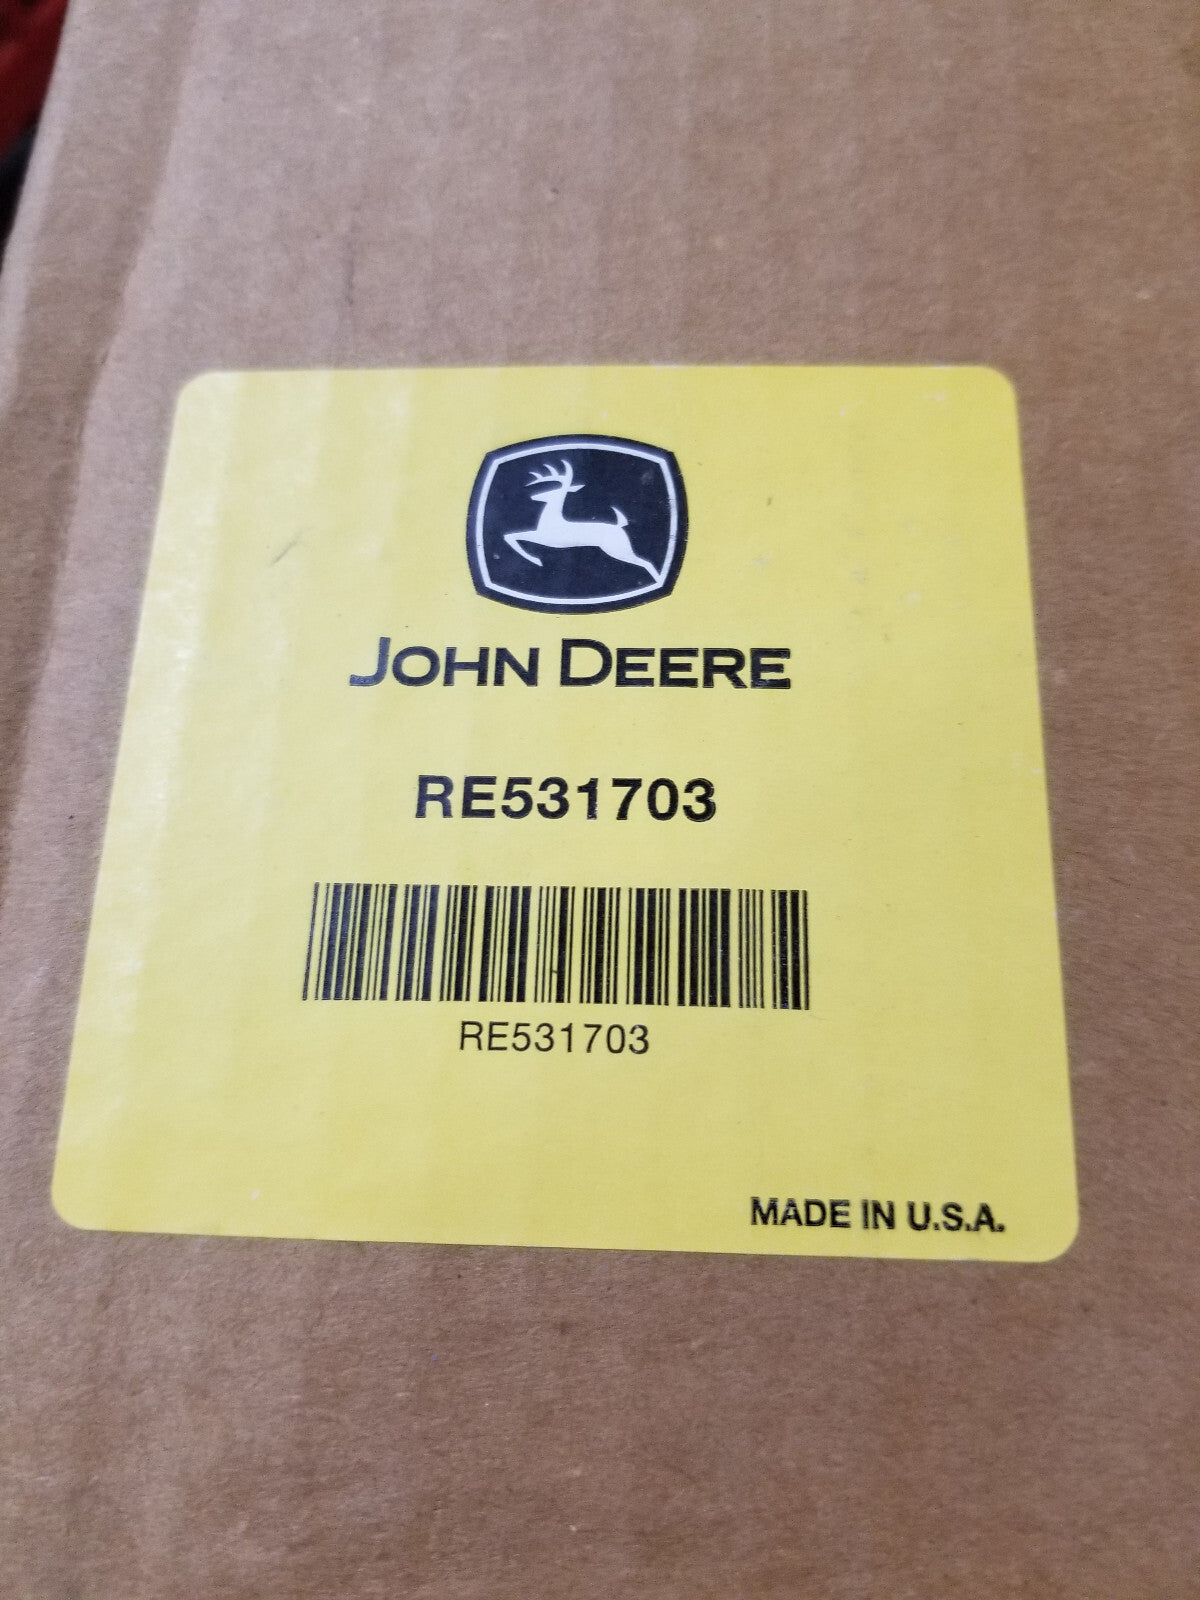 JOHN DEERE
RE531703
RE531703
MADE IN U.S.A.